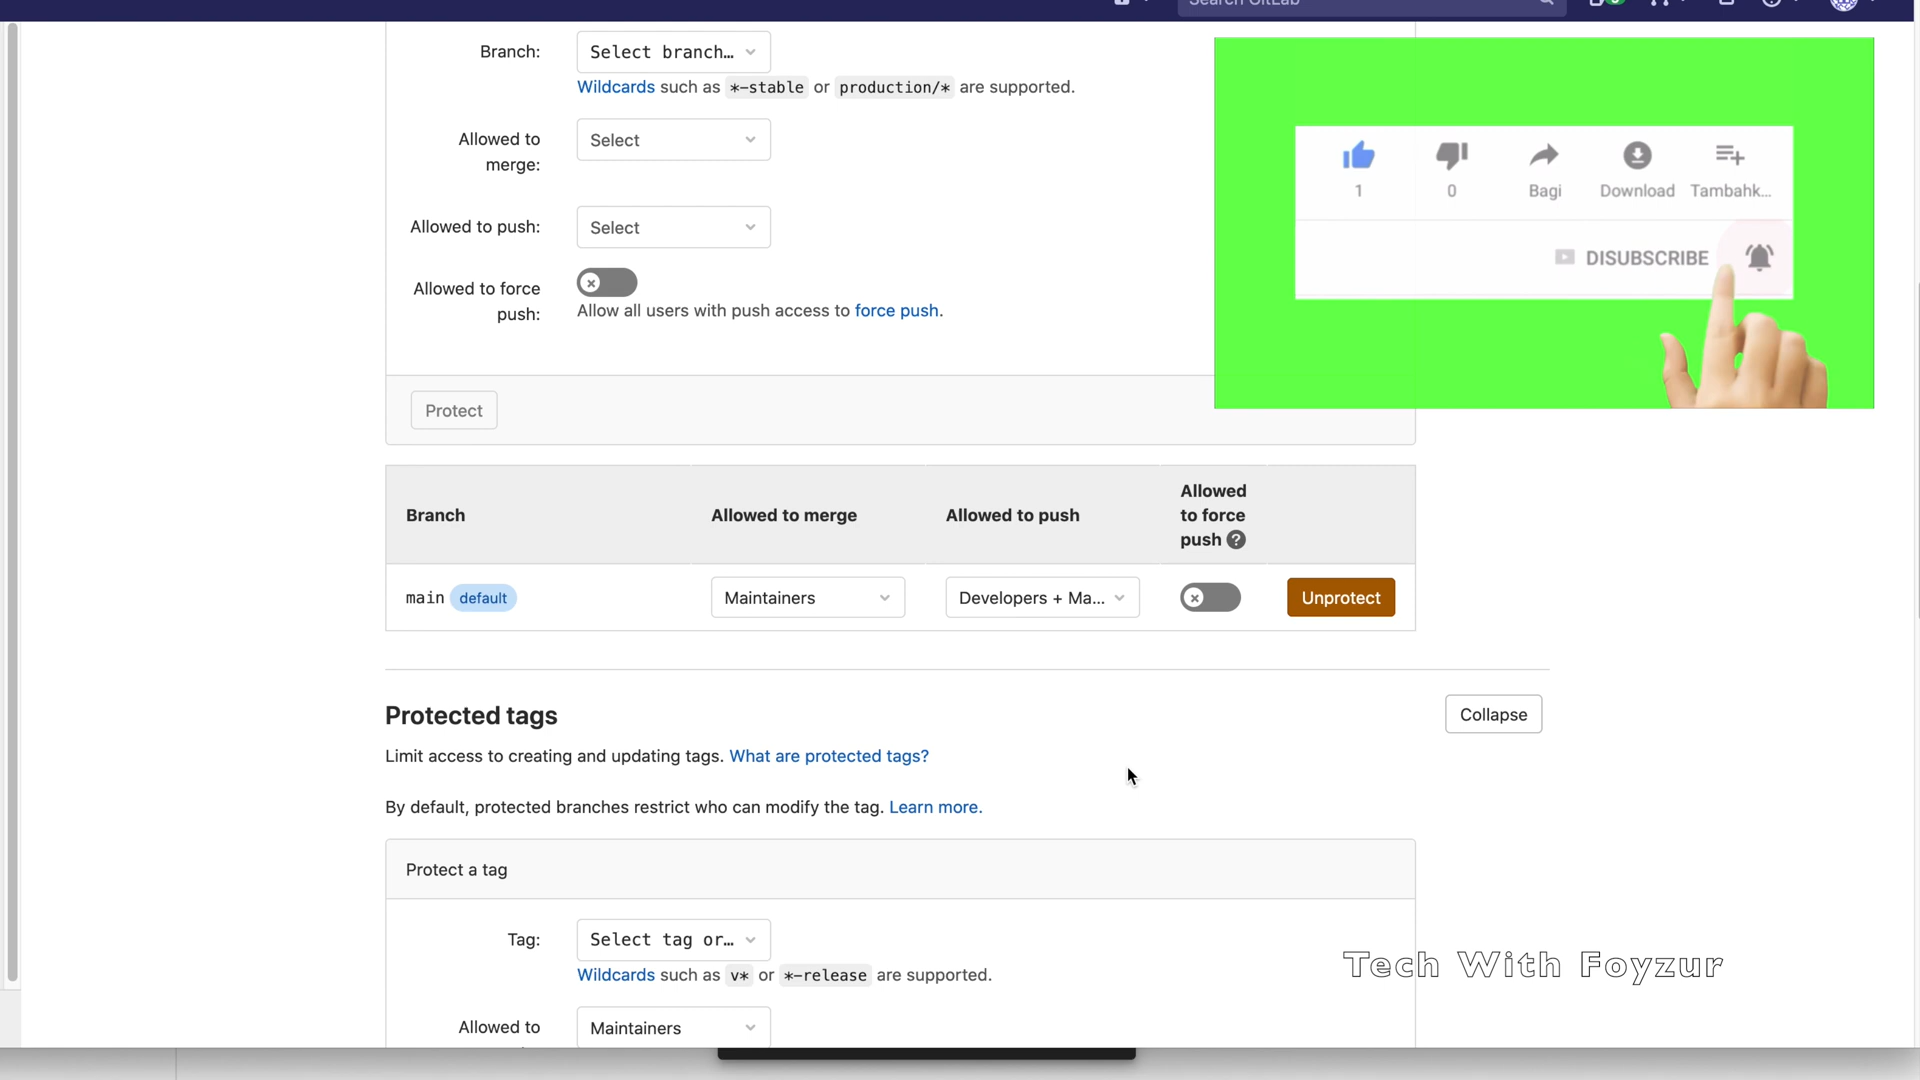 Search GitLab
Branch:
Select branch...
Wildcards such as *-stable or production/* are supported.
Allowed to
merge:
Select
Allowed to push:
Select
Allowed to force
push:
Allow all users with push access to force push.
Protect
1
0
Bagi
Download
Tambahk...
DISUBSCRIBE
Branch
Allowed to merge
Allowed to push
Allowed
to force
push ?
main default
Maintainers
Developers + Ma...
Unprotect
Protected tags
Collapse
Limit access to creating and updating tags. What are protected tags?
By default, protected branches restrict who can modify the tag. Learn more.
Protect a tag
Tag:
Select tag or...
Wildcards such as v* or *-release are supported.
Tech With Foyzur
Allowed to
Maintainers